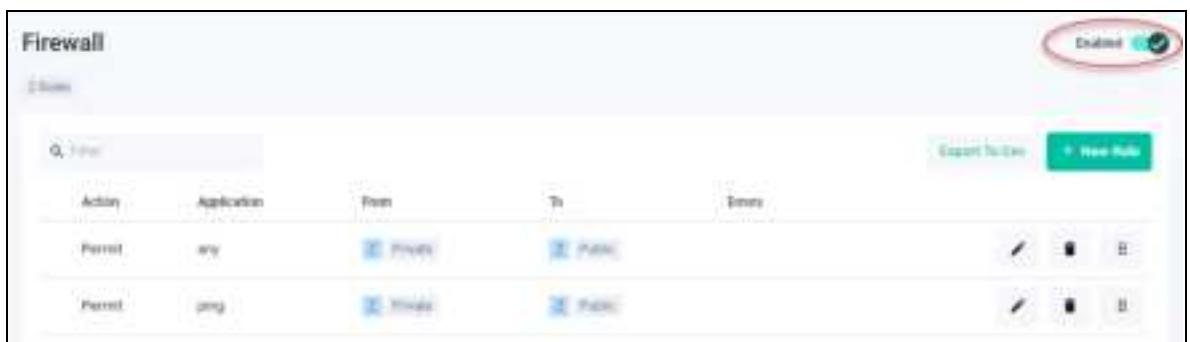 Firewall
Enabled
2 Rules
Filter
Export To Csv
+ New Rule
Action Application From To Errors
Permit any Private Public
Permit ping Private Public